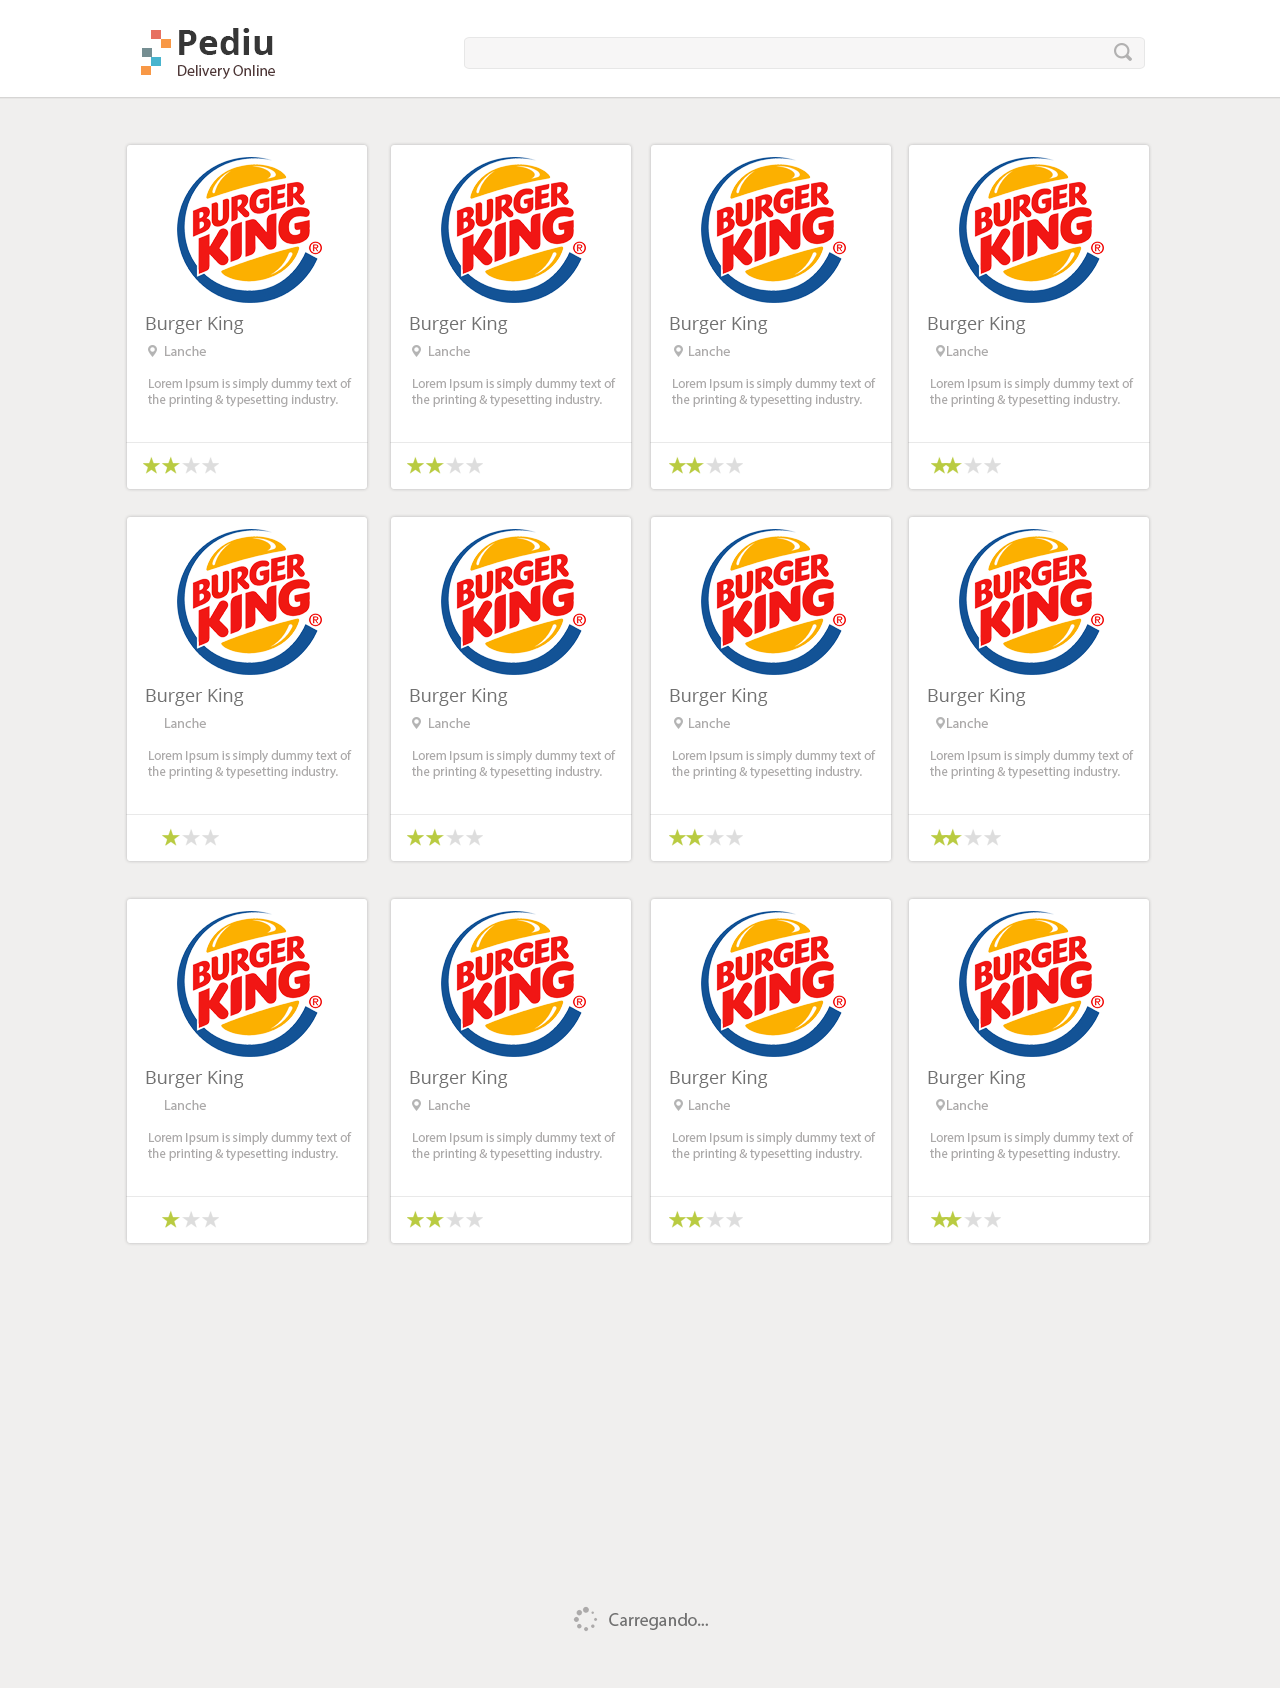 Pediu
Delivery Online
BURGER KING® BURGER KING® BURGER KING® BURGER KING®
Burger King Burger King Burger King Burger King
Lanche Lanche Lanche Lanche
Lorem Ipsum is simply dummy text of Lorem Ipsum is simply dummy text of Lorem Ipsum is simply dummy text of Lorem Ipsum is simply dummy text of
the printing & typesetting industry. the printing & typesetting industry. the printing & typesetting industry. the printing & typesetting industry.
BURGER KING® BURGER KING® BURGER KING® BURGER KING®
Burger King Burger King Burger King Burger King
Lanche Lanche Lanche Lanche
Lorem Ipsum is simply dummy text of Lorem Ipsum is simply dummy text of Lorem Ipsum is simply dummy text of Lorem Ipsum is simply dummy text of
the printing & typesetting industry. the printing & typesetting industry. the printing & typesetting industry. the printing & typesetting industry.
BURGER KING® BURGER KING® BURGER KING® BURGER KING®
Burger King Burger King Burger King Burger King
Lanche Lanche Lanche Lanche
Lorem Ipsum is simply dummy text of Lorem Ipsum is simply dummy text of Lorem Ipsum is simply dummy text of Lorem Ipsum is simply dummy text of
the printing & typesetting industry. the printing & typesetting industry. the printing & typesetting industry. the printing & typesetting industry.
Carregando...